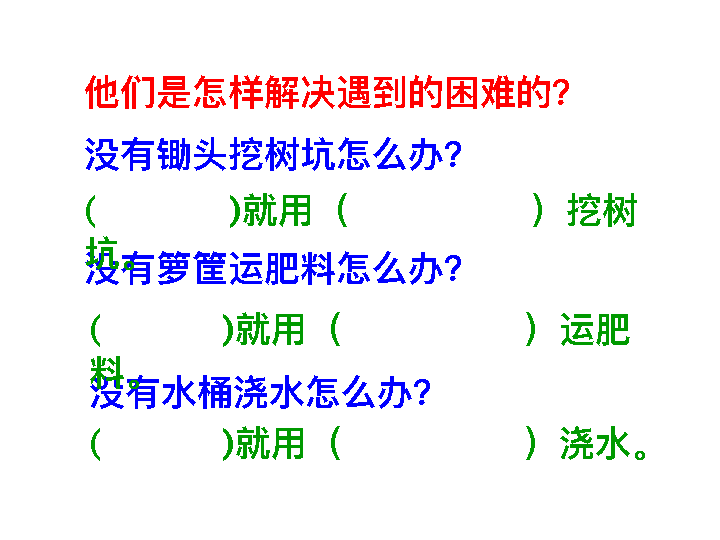 他们是怎样解决遇到的困难的?
没有锄头挖树坑怎么办?
(　　　)就用（　　　　　）挖树
坑。
没有箩筐运肥料怎么办?
(　　　)就用（　　　　　）运肥
料。
没有水桶浇水怎么办?
(　　　)就用（　　　　　）浇水。